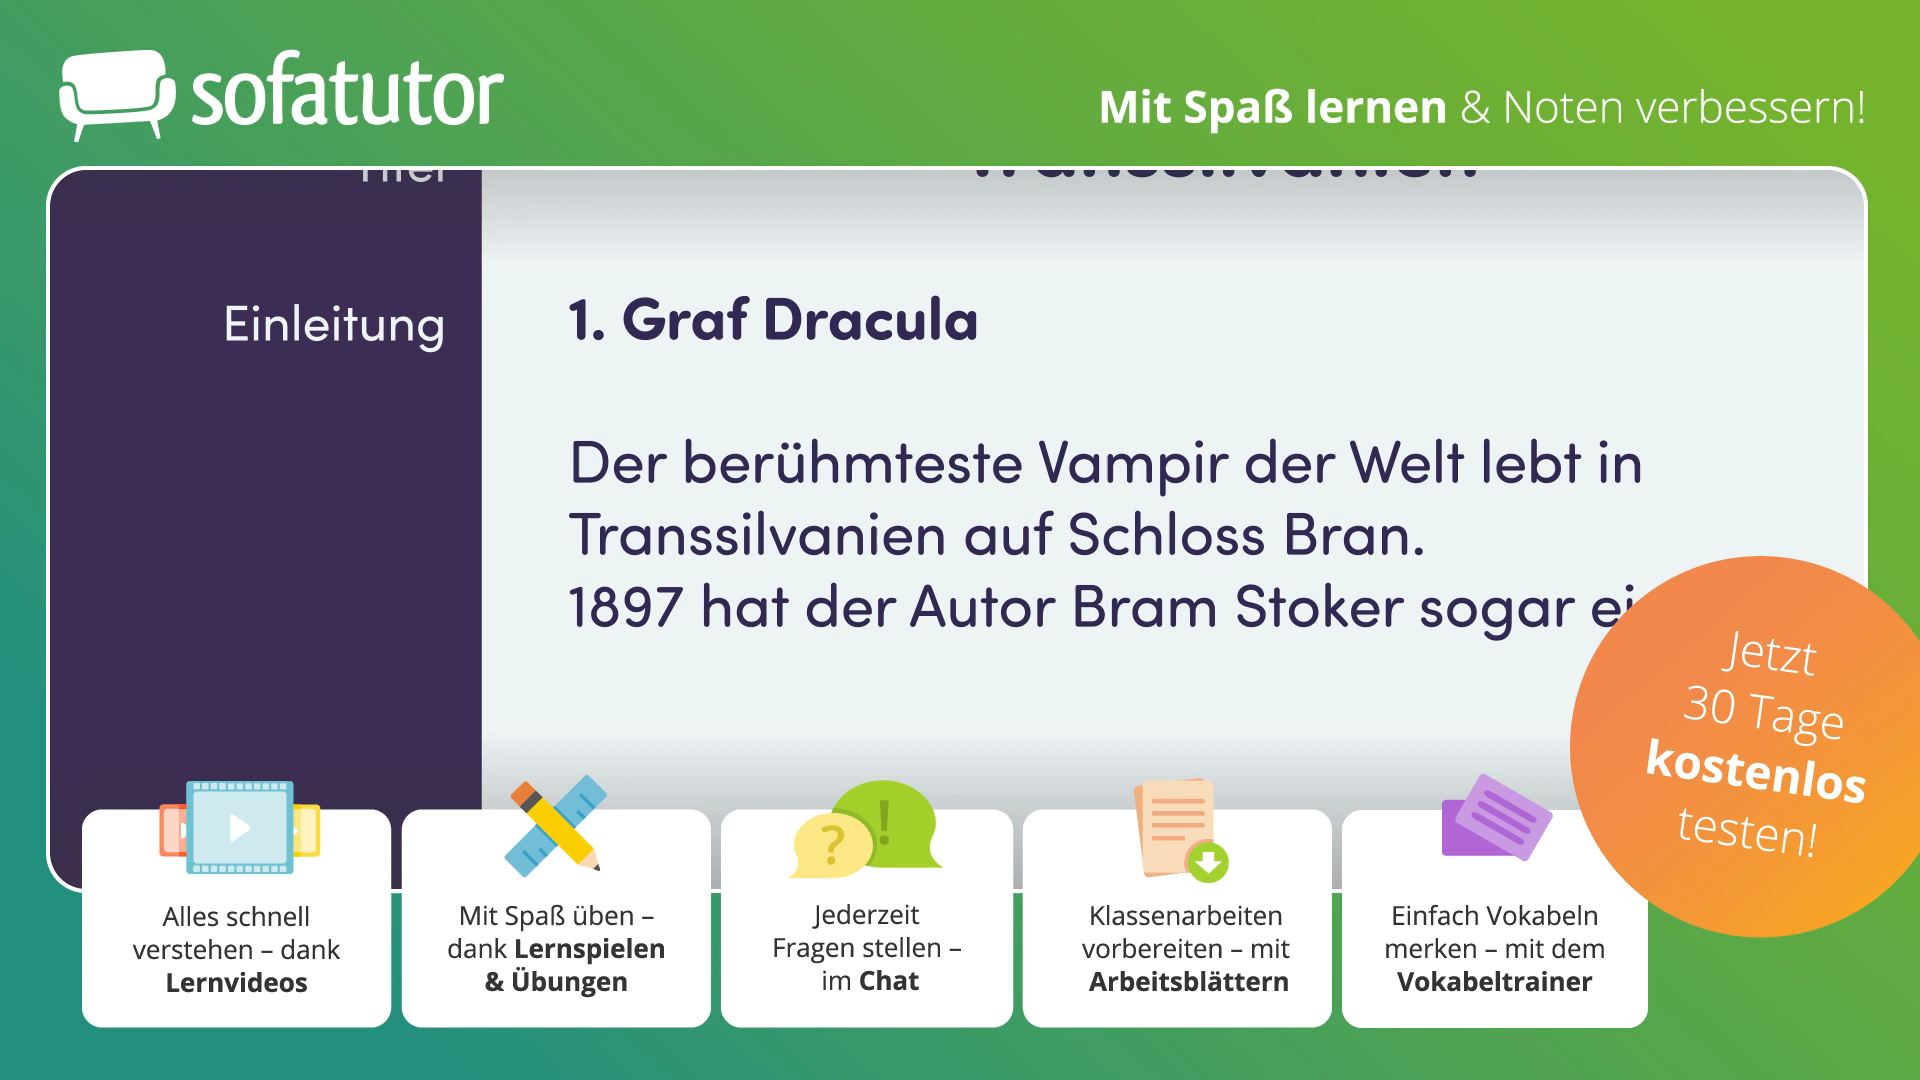 sofatutor
Mit Spaß lernen & Noten verbessern!
Einleitung
1. Graf Dracula
Der berühmteste Vampir der Welt lebt in
Transsilvanien auf Schloss Bran.
1897 hat der Autor Bram Stoker sogar
Jetzt
30 Tage
kostenlos
testen!
?
!
Alles schnell
verstehen – dank
Lernvideos
Mit Spaß üben –
dank Lernspielen
& Übungen
Jederzeit
Fragen stellen –
im Chat
Klassenarbeiten
vorbereiten – mit
Arbeitsblättern
Einfach Vokabeln
merken – mit dem
Vokabeltrainer